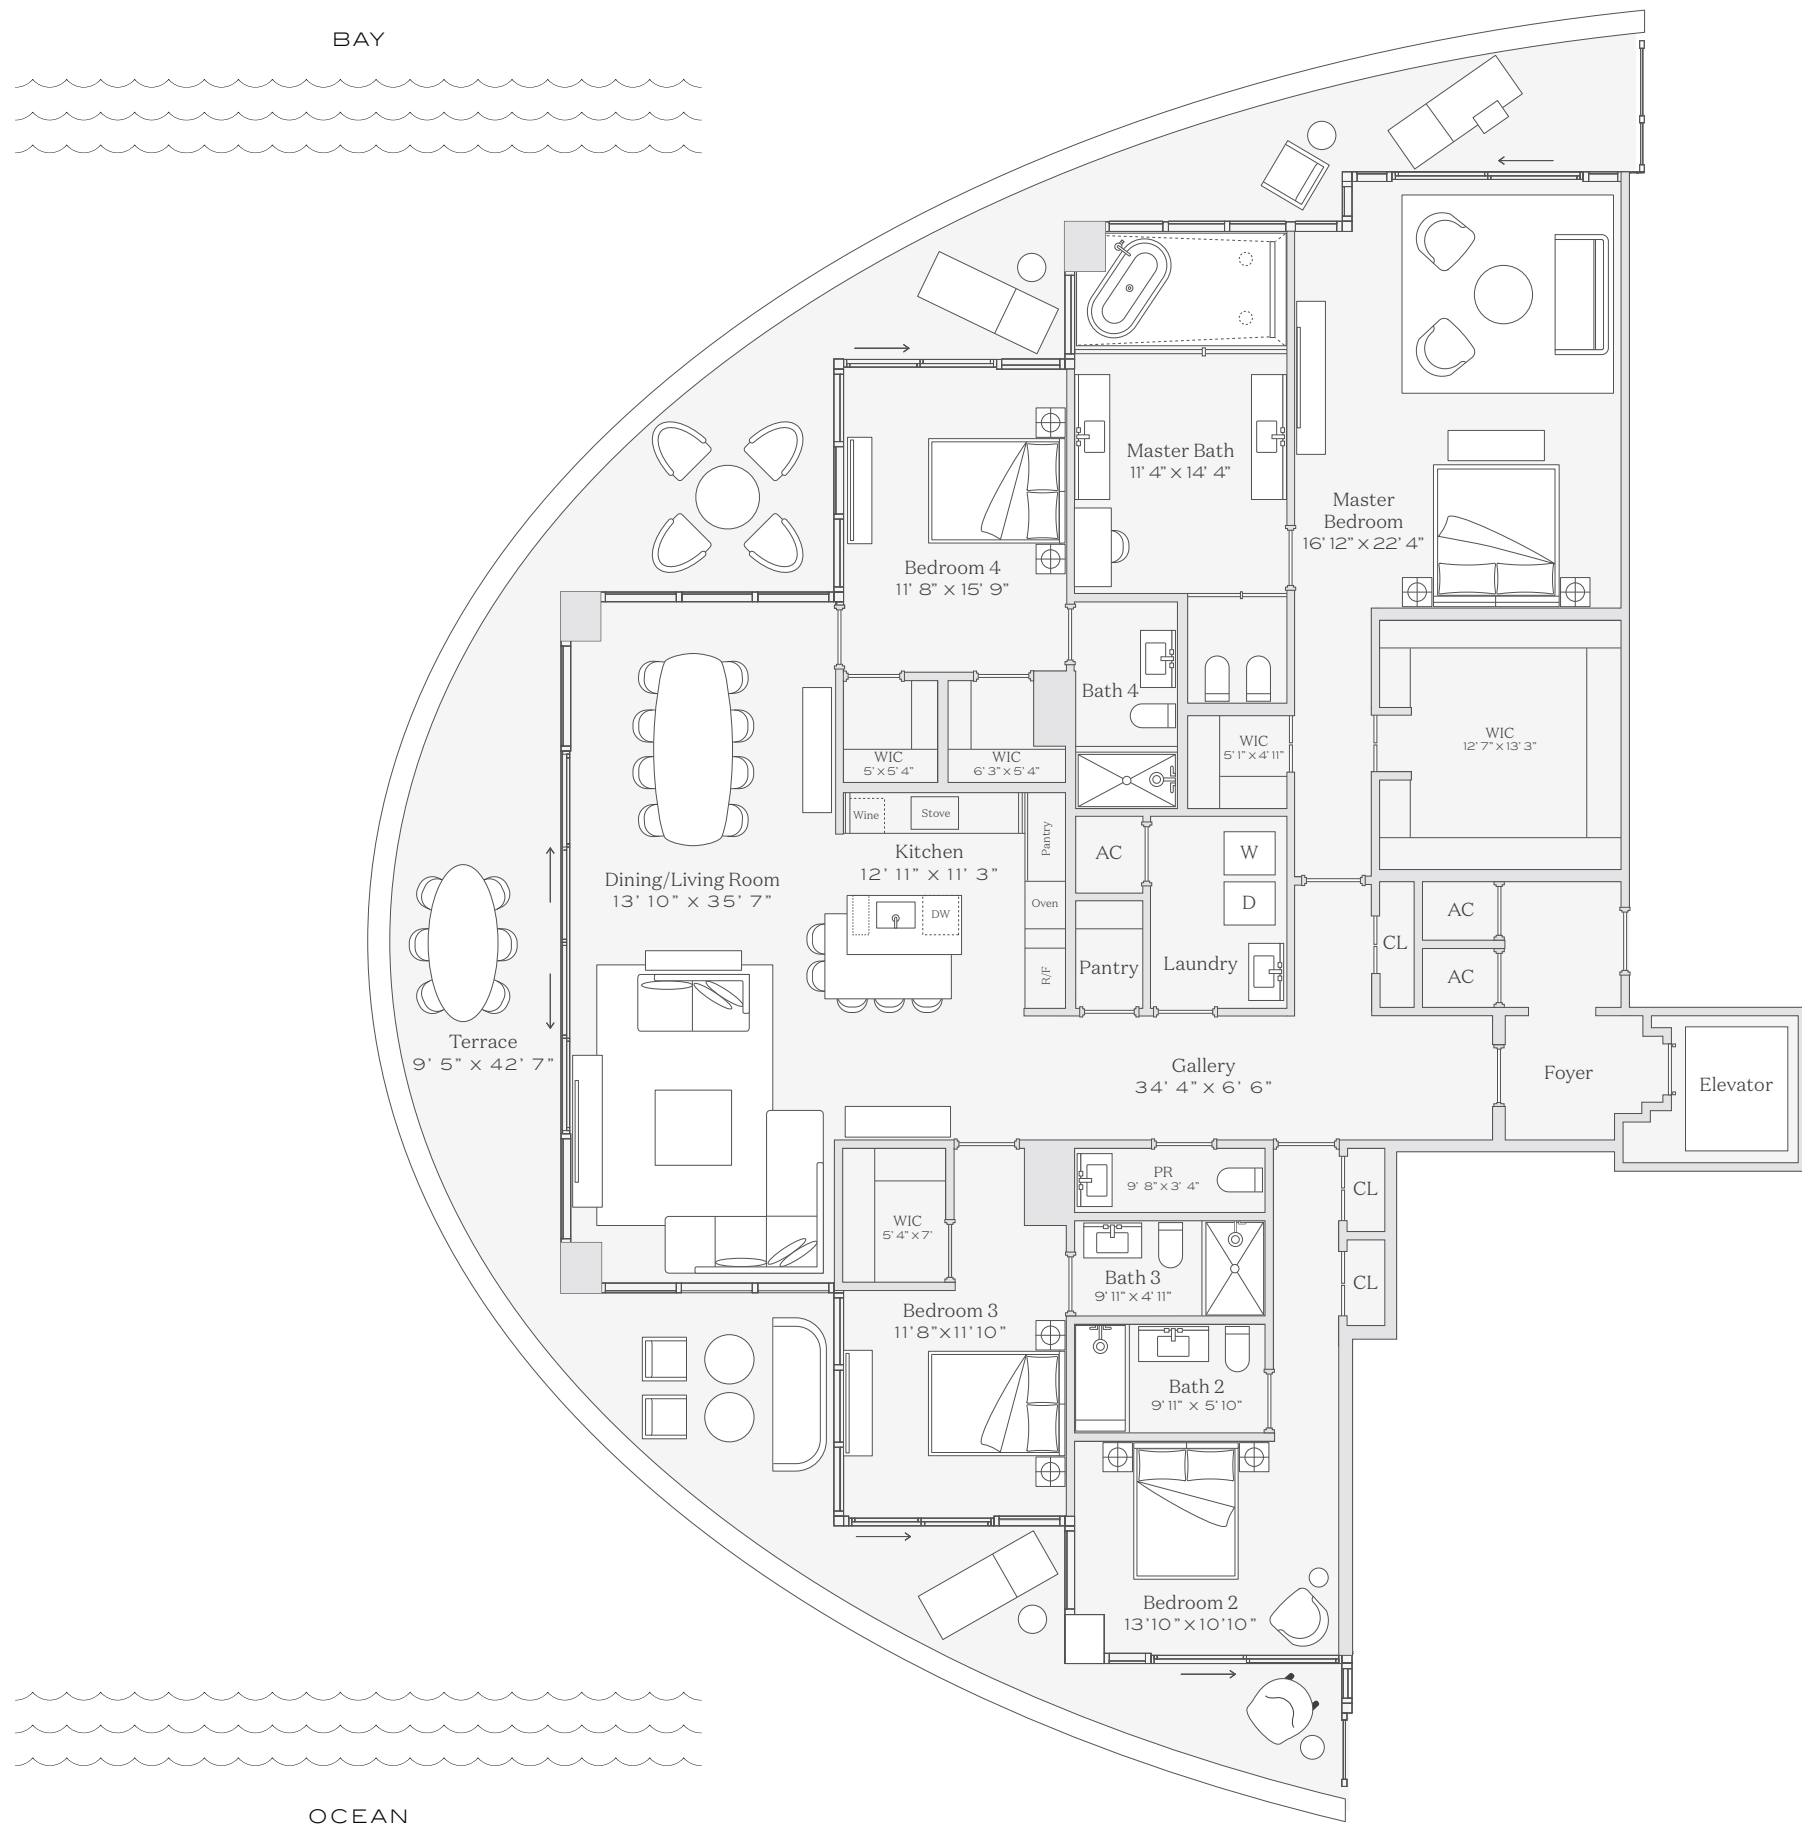 BAY
Master Bath
11' 4" x 14' 4"
Master
Bedroom
16' 12" x 22' 4"
Bedroom 4
11' 8" x 15' 9"
Bath 4
WIC
5' x 5' 4"
WIC
6' 3" x 5' 4"
WIC
5' 1" x 4' 11"
WIC
12' 7" x 13' 3"
Wine
Stove
Pantry
Kitchen
12' 11" x 11' 3"
AC
W
D
Dining/Living Room
13' 10" x 35' 7"
Oven
DW
R/F
Pantry
Laundry
CL
AC
AC
Terrace
9' 5" x 42' 7"
Gallery
34' 4" x 6' 6"
Foyer
Elevator
PR
9' 8" x 3' 4"
CL
WIC
5' 4" x 7'
Bath 3
9' 11" x 4' 11"
CL
Bedroom 3
11'8"x11'10"
Bath 2
9' 11" x 5' 10"
Bedroom 2
13'10"x10'10"
OCEAN